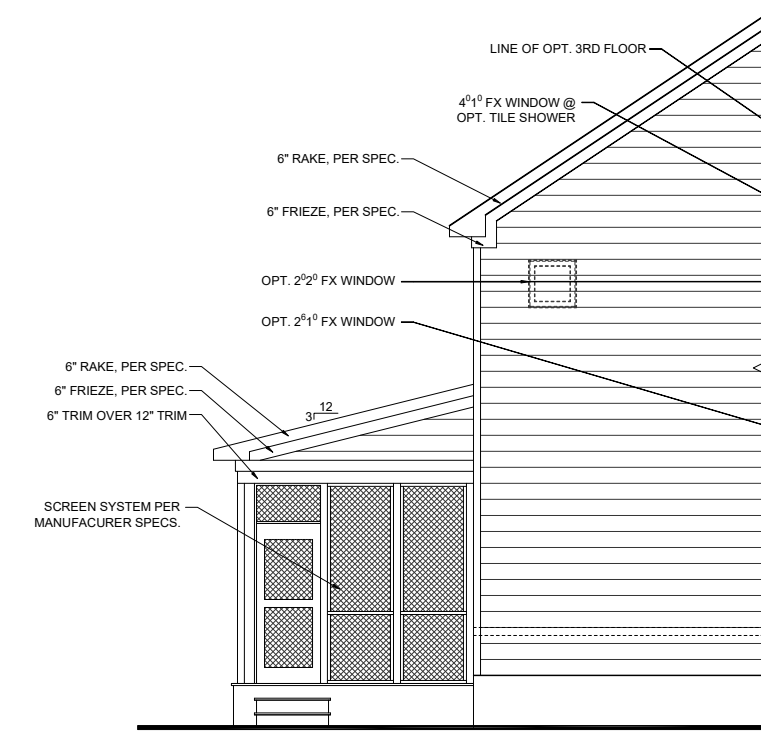 LINE OF OPT. 3RD FLOOR
4⁰1⁰ FX WINDOW @
OPT. TILE SHOWER
6" RAKE, PER SPEC.
6" FRIEZE, PER SPEC.
OPT. 2⁰2⁰ FX WINDOW
OPT. 2⁶1⁰ FX WINDOW
6" RAKE, PER SPEC.
6" FRIEZE, PER SPEC.
6" TRIM OVER 12" TRIM
12
3
SCREEN SYSTEM PER
MANUFACURER SPECS.